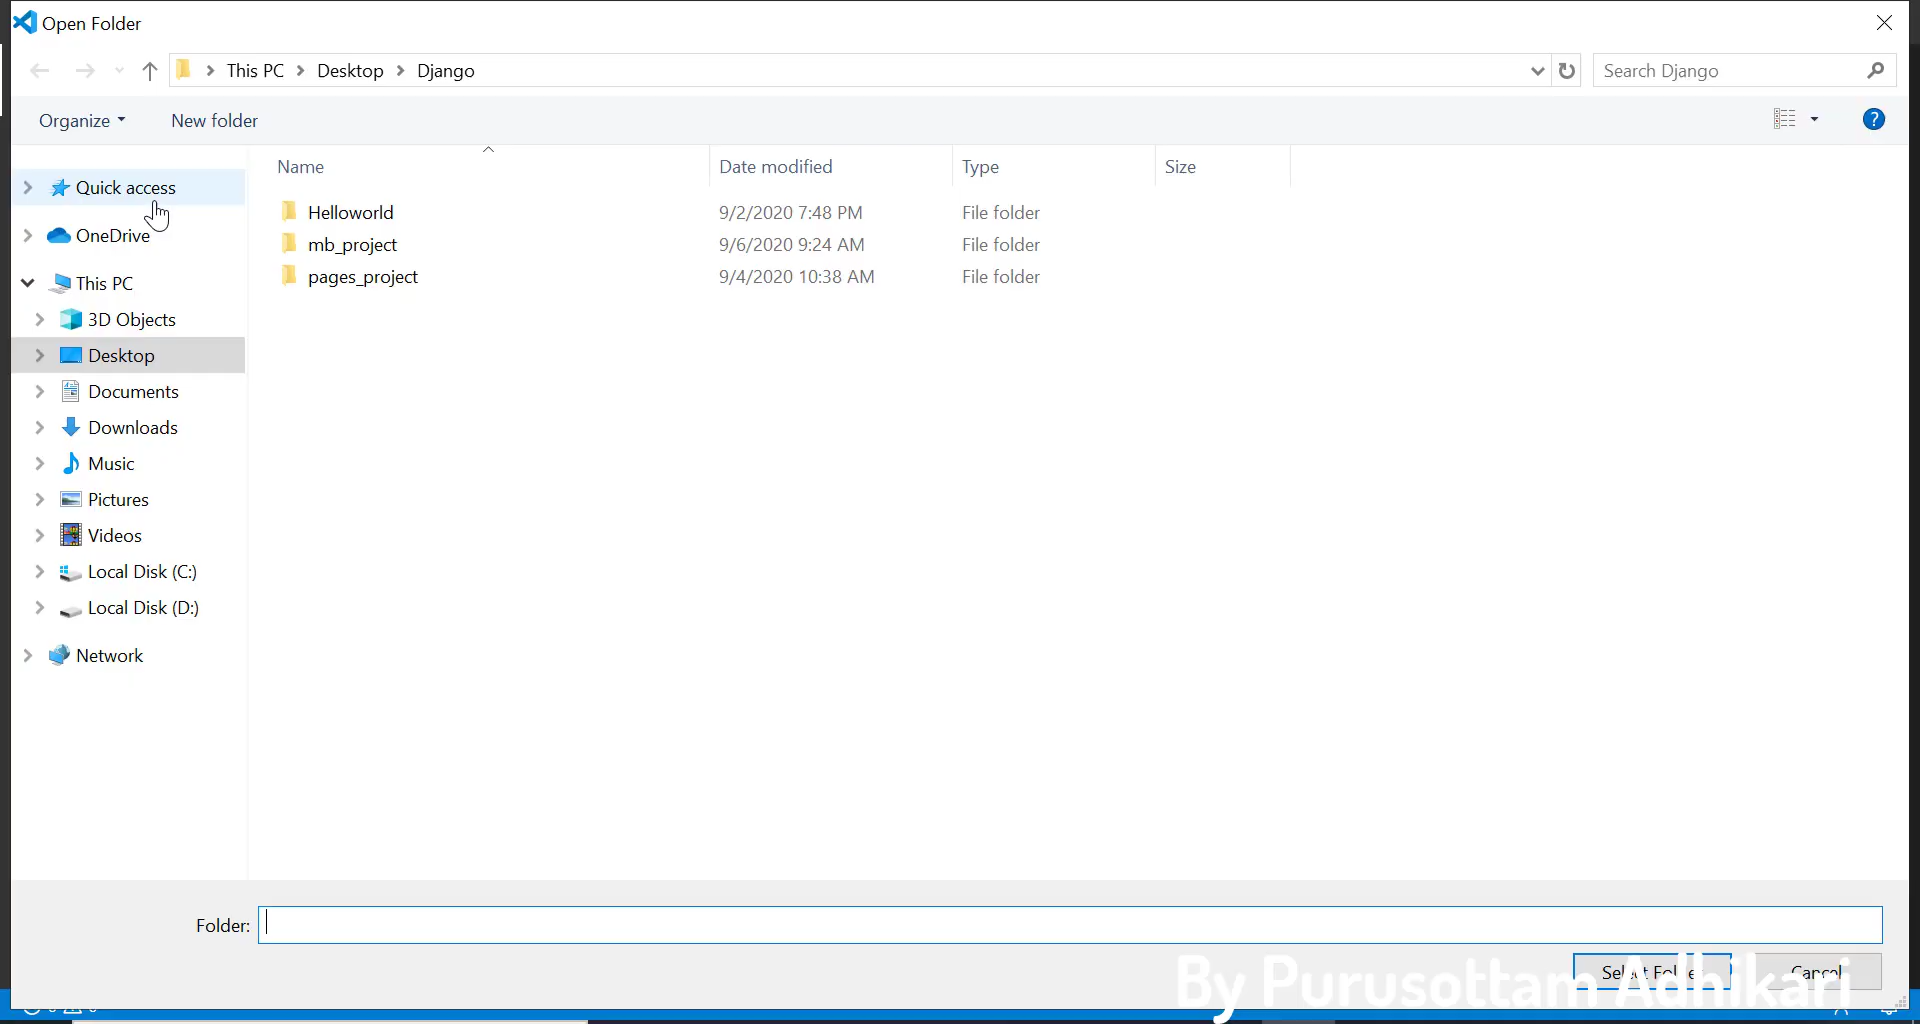 Open Folder
This PC > Desktop > Django
Search Django
Organize
New folder
?
Name
Date modified
Type
Size
Quick access
OneDrive
This PC
3D Objects
Desktop
Documents
Downloads
Music
Pictures
Videos
Local Disk (C:)
Local Disk (D:)
Network
Helloworld 9/2/2020 7:48 PM File folder
mb_project 9/6/2020 9:24 AM File folder
pages_project 9/4/2020 10:38 AM File folder
Folder:
Select Folder
Cancel
By Purusottam Adhikari